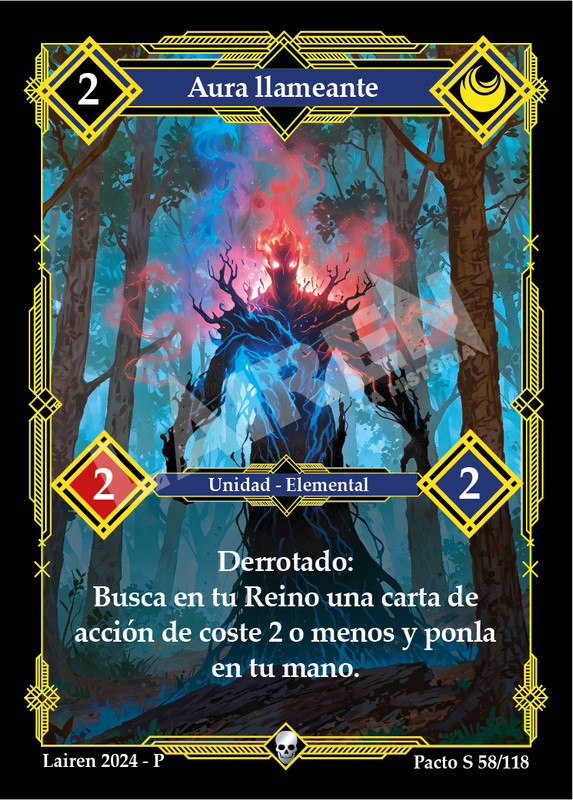 2
Aura llameante
2
Unidad - Elemental
2
Derrotado:
Busca en tu Reino una carta de
acción de coste 2 o menos y ponla
en tu mano.
Lairen 2024 - P
Pacto S 58/118